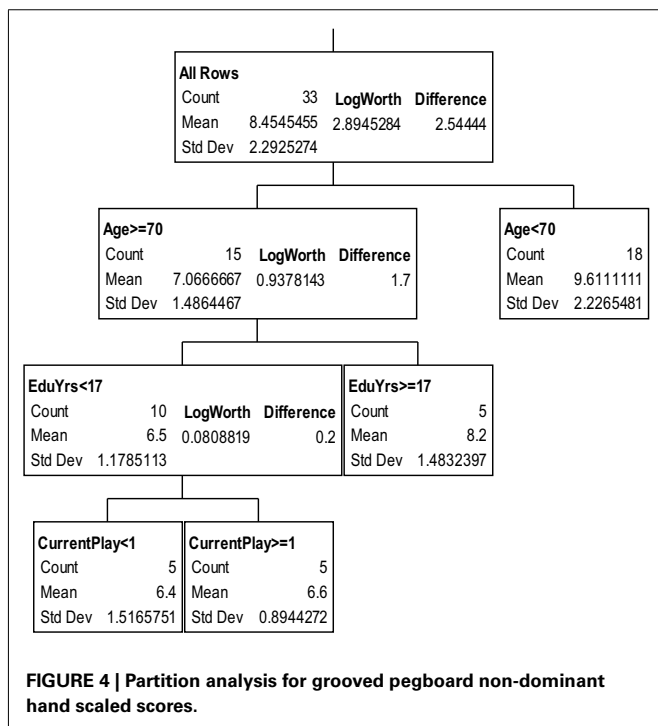 All Rows
Count 33 LogWorth Difference
Mean 8.4545455 2.8945284 2.54444
Std Dev 2.2925274
Age>=70
Count 15 LogWorth Difference
Mean 7.0666667 0.9378143 1.7
Std Dev 1.4864467
Age<70
Count 18
Mean 9.6111111
Std Dev 2.2265481
EduYrs<17
Count 10 LogWorth Difference
Mean 6.5 0.0808819 0.2
Std Dev 1.1785113
EduYrs>=17
Count 5
Mean 8.2
Std Dev 1.4832397
CurrentPlay<1
Count 5
Mean 6.4
Std Dev 1.5165751
CurrentPlay>=1
Count 5
Mean 6.6
Std Dev 0.8944272
FIGURE 4 | Partition analysis for grooved pegboard non-dominant
hand scaled scores.